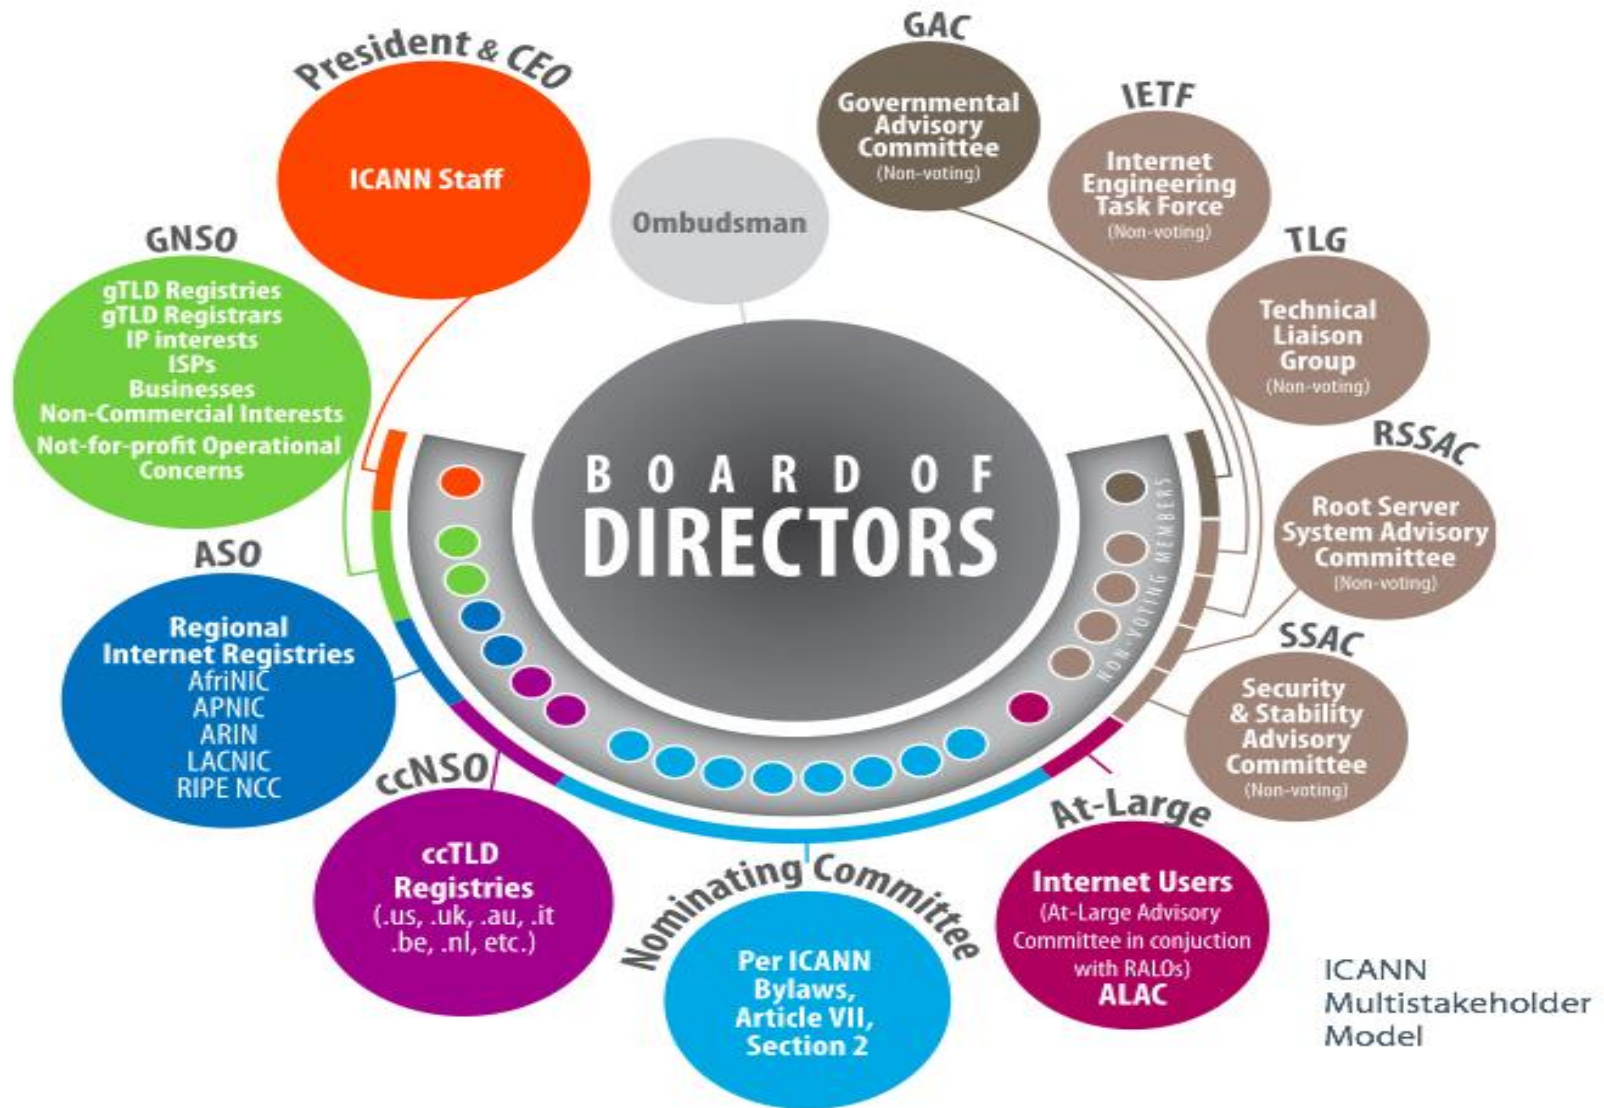 President & CEO
ICANN Staff
Ombudsman
GAC
Governmental
Advisory
Committee
(Non-voting)
IETF
Internet
Engineering
Task Force
(Non-voting)
TLG
Technical
Liaison
Group
(Non-voting)
GNSO
gTLD Registries
gTLD Registrars
IP interests
ISPs
Businesses
Non-Commercial Interests
Not-for-profit Operational
Concerns
BOARD OF
DIRECTORS
NON-VOTING MEMBERS
RSSAC
Root Server
System Advisory
Committee
(Non-voting)
ASO
Regional
Internet Registries
AfriNIC
APNIC
ARIN
LACNIC
RIPE NCC
SSAC
Security
& Stability
Advisory
Committee
(Non-voting)
ccNSO
ccTLD
Registries
(.us, .uk, .au, .it
.be, .nl, etc.)
Nominating Committee
Per ICANN
Bylaws,
Article VII,
Section 2
At-Large
Internet Users
(At-Large Advisory
Committee in conjuction
with RALOs)
ALAC
ICANN
Multistakeholder
Model